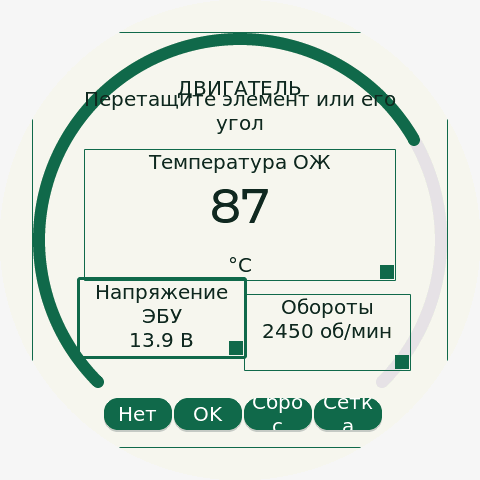 ДВИГАТЕЛЬ
Перетащите элемент или его
угол
Температура ОЖ
87
°C
Напряжение
ЭБУ
13.9 В
Обороты
2450 об/мин
Нет
OK
Сбро
с
Сетк
а